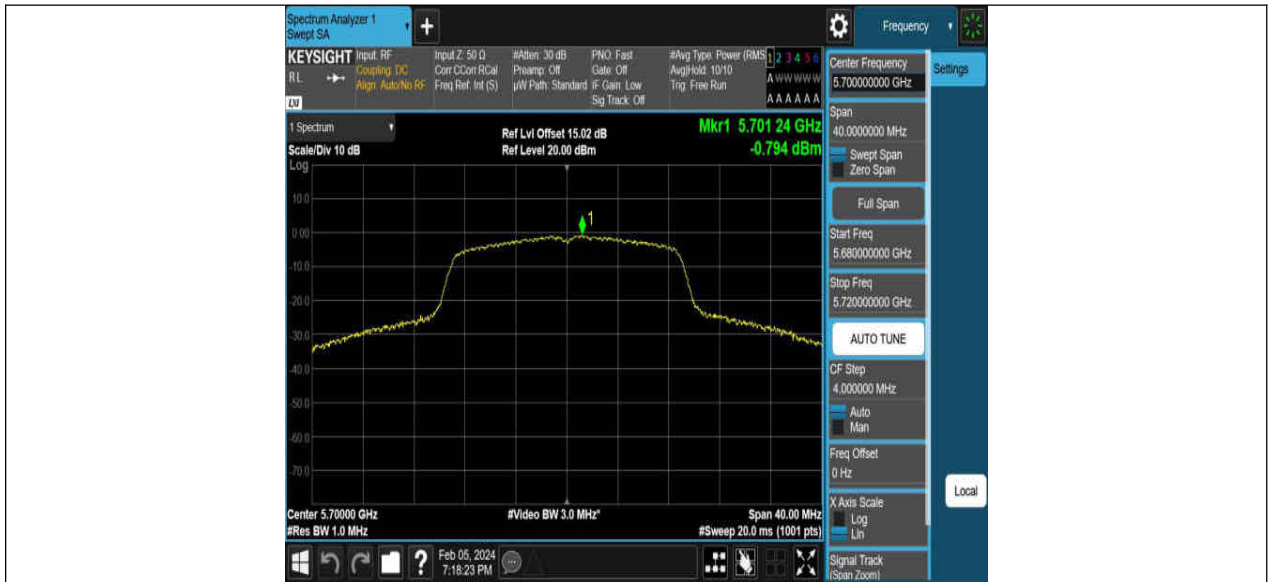 Spectrum Analyzer 1
Swept SA
+
Frequency
KEYSIGHT
RL
LXI
Input: RF
Coupling: DC
Align: Auto/No RF
Input Z: 50 Ω
Corr CCorr RCal
Freq Ref: Int (S)
#Atten: 30 dB
Preamp: Off
µW Path: Standard
PNO: Fast
Gate: Off
IF Gain: Low
Sig Track: Off
#Avg Type: Power (RMS
Avg|Hold: 10/10
Trig: Free Run
1 2 3 4 5 6
A W W W W W
A A A A A A
Center Frequency
5.700000000 GHz
Settings
Span
40.0000000 MHz
Swept Span
Zero Span
Full Span
Start Freq
5.680000000 GHz
Stop Freq
5.720000000 GHz
AUTO TUNE
CF Step
4.000000 MHz
Auto
Man
Freq Offset
0 Hz
X Axis Scale
Log
Lin
Signal Track
(Span Zoom)
Local
1 Spectrum
Scale/Div 10 dB
Ref Lvl Offset 15.02 dB
Ref Level 20.00 dBm
Mkr1 5.701 24 GHz
-0.794 dBm
Log
10.0
0.00
-10.0
-20.0
-30.0
-40.0
-50.0
-60.0
-70.0
1
Center 5.70000 GHz
#Video BW 3.0 MHz*
Span 40.00 MHz
#Res BW 1.0 MHz
#Sweep 20.0 ms (1001 pts)
?
Feb 05, 2024
7:18:23 PM